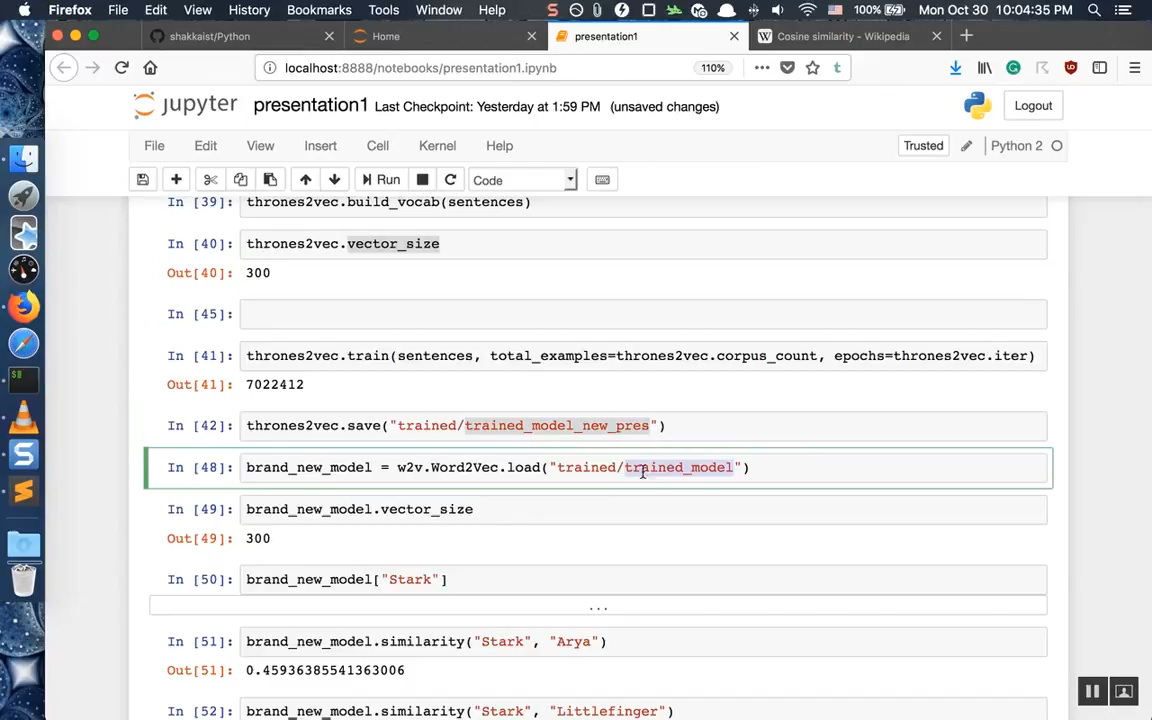 Firefox File Edit View History Bookmarks Tools Window Help 100% Mon Oct 30 10:04:35 PM
shakkaist/Python Home presentation1 Cosine similarity - Wikipedia
localhost:8888/notebooks/presentation1.ipynb 110%
jupyter presentation1 Last Checkpoint: Yesterday at 1:59 PM (unsaved changes) Logout
File Edit View Insert Cell Kernel Help Trusted Python 2
Run Code
In [39]: thrones2vec.build_vocab(sentences)
In [40]: thrones2vec.vector_size
Out[40]: 300
In [45]:
In [41]: thrones2vec.train(sentences, total_examples=thrones2vec.corpus_count, epochs=thrones2vec.iter)
Out[41]: 7022412
In [42]: thrones2vec.save("trained/trained_model_new_pres")
In [48]: brand_new_model = w2v.Word2Vec.load("trained/trained_model")
In [49]: brand_new_model.vector_size
Out[49]: 300
In [50]: brand_new_model["Stark"]
...
In [51]: brand_new_model.similarity("Stark", "Arya")
Out[51]: 0.45936385541363006
In [52]: brand_new_model.similarity("Stark", "Littlefinger")